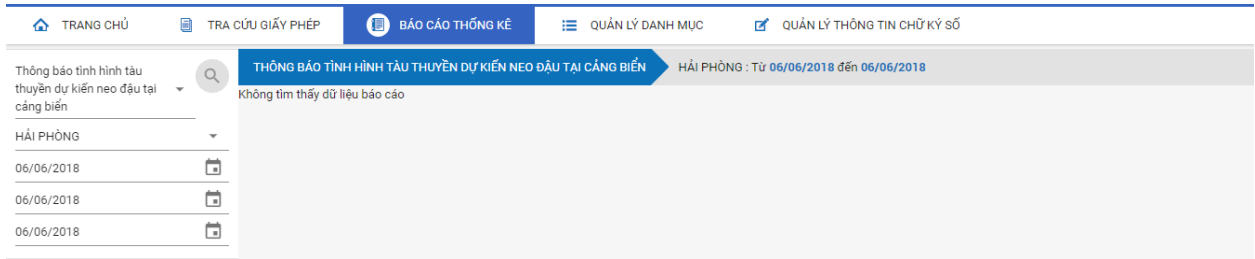 TRANG CHỦ TRA CỨU GIẤY PHÉP BÁO CÁO THỐNG KÊ QUẢN LÝ DANH MỤC QUẢN LÝ THÔNG TIN CHỮ KÝ SỐ
Thông báo tình hình tàu
thuyền dự kiến neo đậu tại
cảng biển
HẢI PHÒNG
06/06/2018
06/06/2018
06/06/2018
THÔNG BÁO TÌNH HÌNH TÀU THUYỀN DỰ KIẾN NEO ĐẬU TẠI CẢNG BIỂN HẢI PHÒNG : Từ 06/06/2018 đến 06/06/2018
Không tìm thấy dữ liệu báo cáo